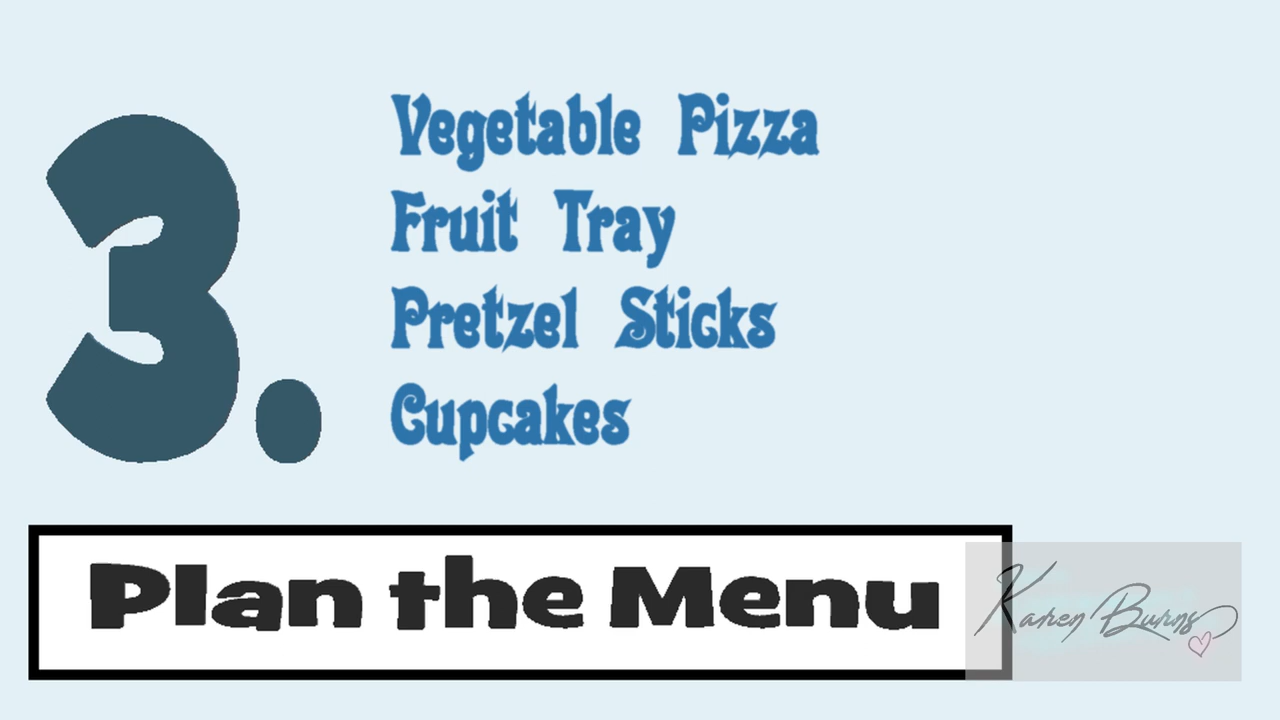 3.
Vegetable Pizza
Fruit Tray
Pretzel Sticks
Cupcakes
Plan the Menu
Karen Burns